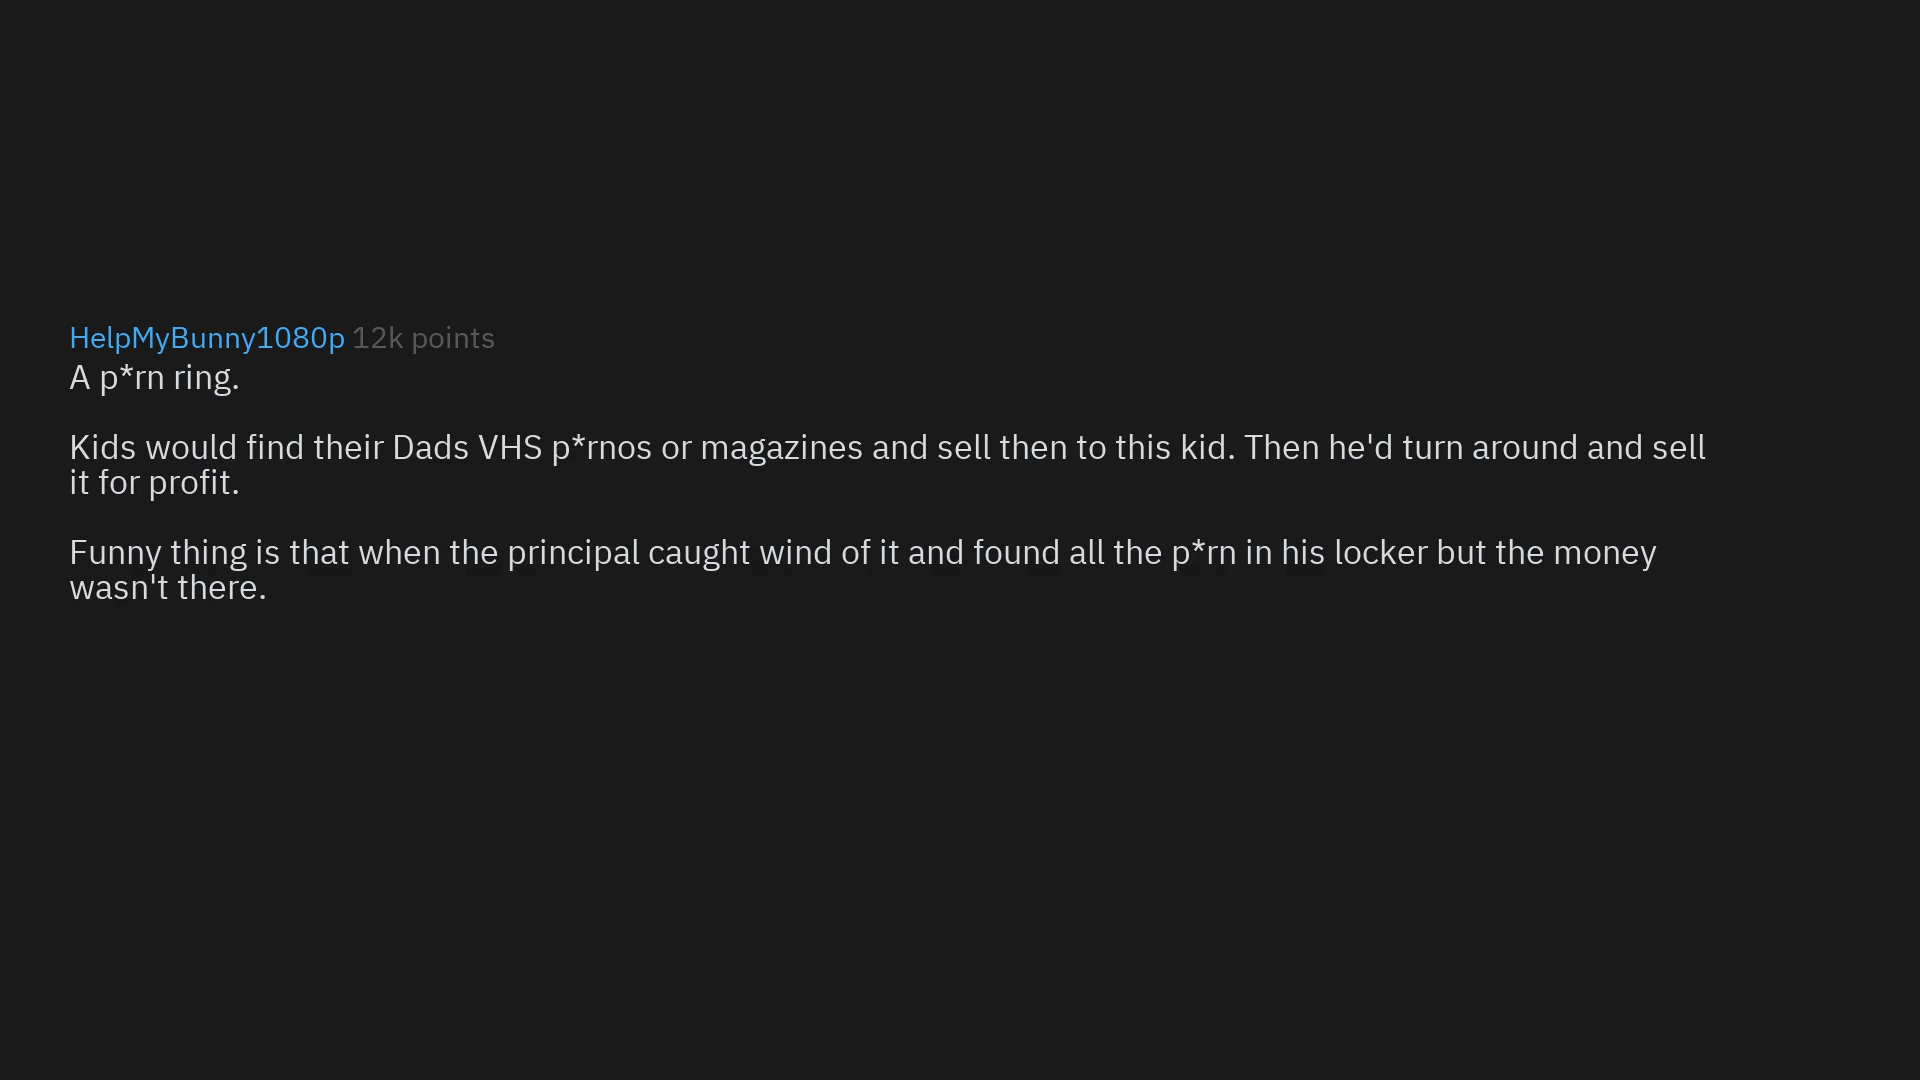 HelpMyBunny1080p 12k points
A p*rn ring.
Kids would find their Dads VHS p*rnos or magazines and sell then to this kid. Then he'd turn around and sell
it for profit.
Funny thing is that when the principal caught wind of it and found all the p*rn in his locker but the money
wasn't there.